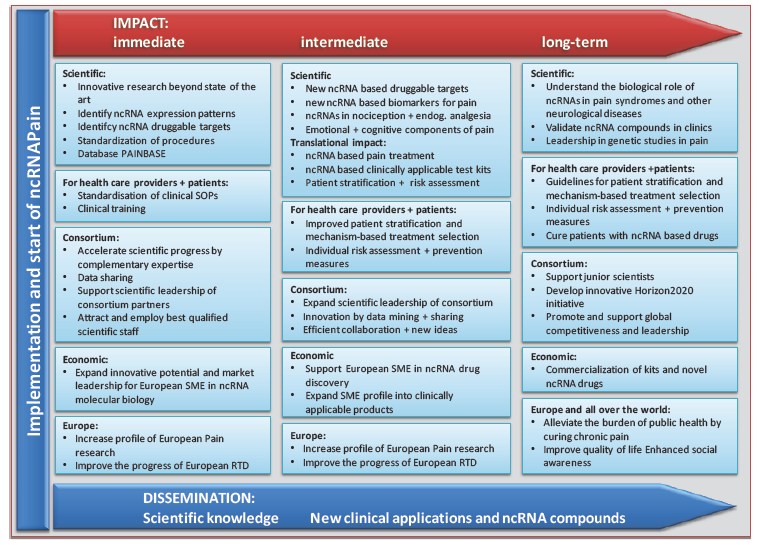 Implementation and start of ncRNAPain
IMPACT:
immediate intermediate long-term
Scientific:
• Innovative research beyond state of the
art
• Identify ncRNA expression patterns
• Identifcy ncRNA druggable targets
• Standardization of procedures
• Database PAINBASE
For health care providers + patients:
• Standardisation of clinical SOPs
• Clinical training
Consortium:
• Accelerate scientific progress by
complementary expertise
• Data sharing
• Support scientific leadership of
consortium partners
• Attract and employ best qualified
scientific staff
Economic:
• Expand innovative potential and market
leadership for European SME in ncRNA
molecular biology
Europe:
• Increase profile of European Pain
research
• Improve the progress of European RTD
Scientific
• New ncRNA based druggable targets
• new ncRNA based biomarkers for pain
• ncRNAs in nociception + endog. analgesia
• Emotional + cognitive components of pain
Translational impact:
• ncRNA based pain treatment
• ncRNA based clinically applicable test kits
• Patient stratification + risk assessment
For health care providers + patients:
• Improved patient stratification and
mechanism-based treatment selection
• Individual risk assessment + prevention
measures
Consortium:
• Expand scientific leadership of consortium
• Innovation by data mining + sharing
• Efficient collaboration + new ideas
Economic
• Support European SME in ncRNA drug
discovery
• Expand SME profile into clinically
applicable products
Europe:
• Increase profile of European Pain research
• Improve the progress of European RTD
Scientific:
• Understand the biological role of
ncRNAs in pain syndromes and other
neurological diseases
• Validate ncRNA compounds in clinics
• Leadership in genetic studies in pain
For health care providers +patients:
• Guidelines for patient stratification and
mechanism-based treatment selection
• Individual risk assessment + prevention
measures
• Cure patients with ncRNA based drugs
Consortium:
• Support junior scientists
• Develop innovative Horizon2020
initiative
• Promote and support global
competitiveness and leadership
Economic:
• Commercialization of kits and novel
ncRNA drugs
Europe and all over the world:
• Alleviate the burden of public health by
curing chronic pain
• Improve quality of life Enhanced social
awareness
DISSEMINATION:
Scientific knowledge New clinical applications and ncRNA compounds